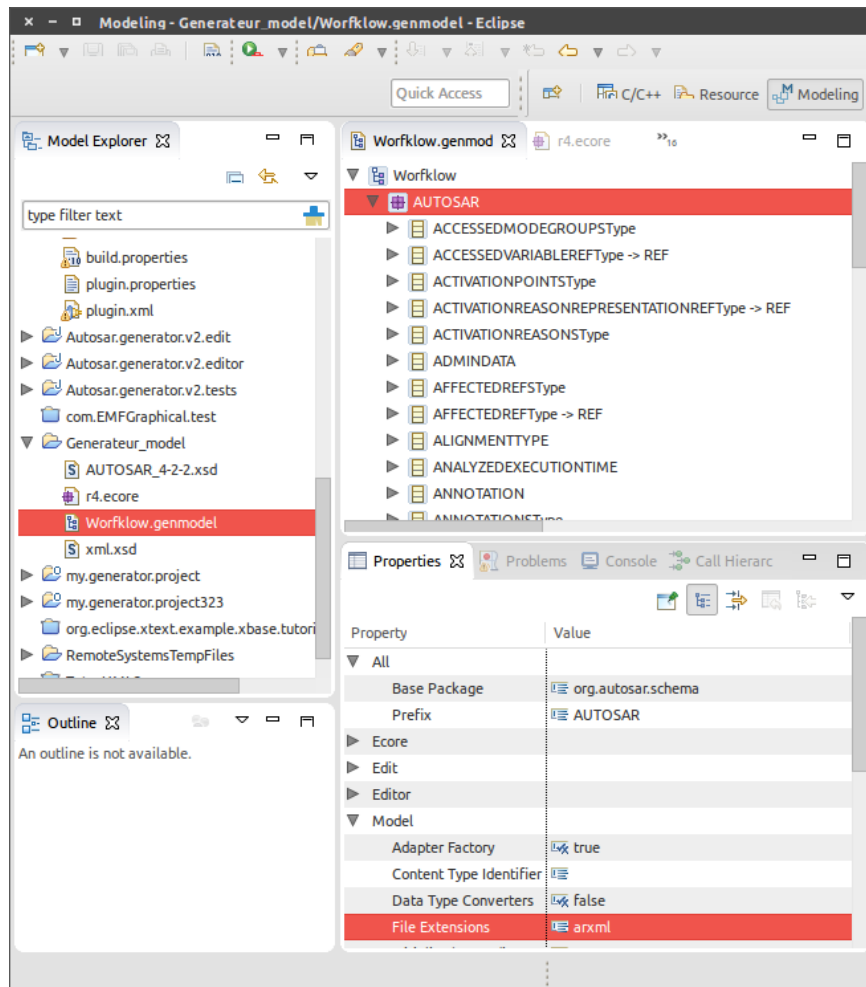 Modeling - Generateur_model/Worfklow.genmodel - Eclipse
Quick Access
C/C++
Resource
Modeling
Model Explorer
type filter text
build.properties
plugin.properties
plugin.xml
Autosar.generator.v2.edit
Autosar.generator.v2.editor
Autosar.generator.v2.tests
com.EMFGraphical.test
Generateur_model
AUTOSAR_4-2-2.xsd
r4.ecore
Worfklow.genmodel
xml.xsd
my.generator.project
my.generator.project323
org.eclipse.xtext.example.xbase.tutori
RemoteSystemsTempFiles
Outline
An outline is not available.
Worfklow.genmod
r4.ecore
»16
Worfklow
AUTOSAR
ACCESSEDMODEGROUPSType
ACCESSEDVARIABLEREFType -> REF
ACTIVATIONPOINTSType
ACTIVATIONREASONREPRESENTATIONREFType -> REF
ACTIVATIONREASONSType
ADMINDATA
AFFECTEDREFSType
AFFECTEDREFType -> REF
ALIGNMENTTYPE
ANALYZEDEXECUTIONTIME
ANNOTATION
ANNOTATIONSType
Properties
Problems
Console
Call Hierarc
Property Value
All
Base Package org.autosar.schema
Prefix AUTOSAR
Ecore
Edit
Editor
Model
Adapter Factory true
Content Type Identifier
Data Type Converters false
File Extensions arxml